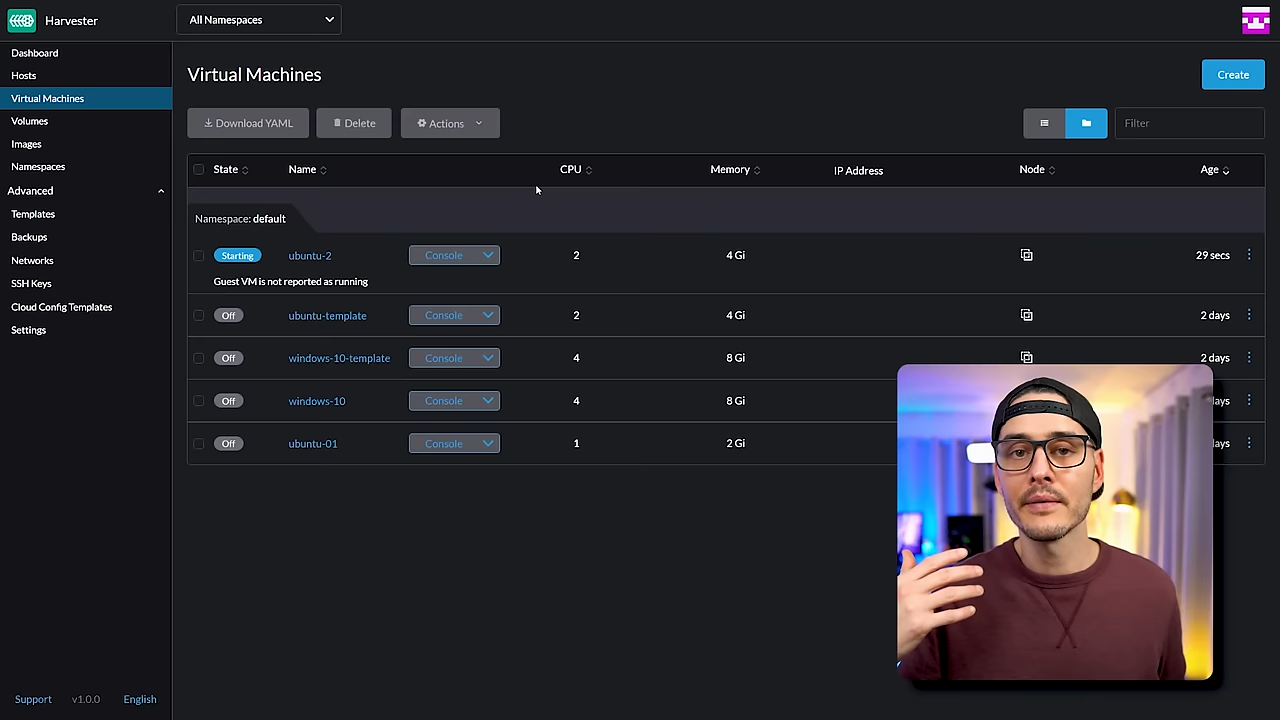 Harvester
All Namespaces
Dashboard
Hosts
Virtual Machines
Volumes
Images
Namespaces
Advanced
Templates
Backups
Networks
SSH Keys
Cloud Config Templates
Settings
Support v1.0.0 English
Virtual Machines
Create
Download YAML Delete Actions
Filter
State Name CPU Memory IP Address Node Age
Namespace: default
Starting ubuntu-2 Console 2 4 Gi 29 secs
Guest VM is not reported as running
Off ubuntu-template Console 2 4 Gi 2 days
Off windows-10-template Console 4 8 Gi 2 days
Off windows-10 Console 4 8 Gi
Off ubuntu-01 Console 1 2 Gi